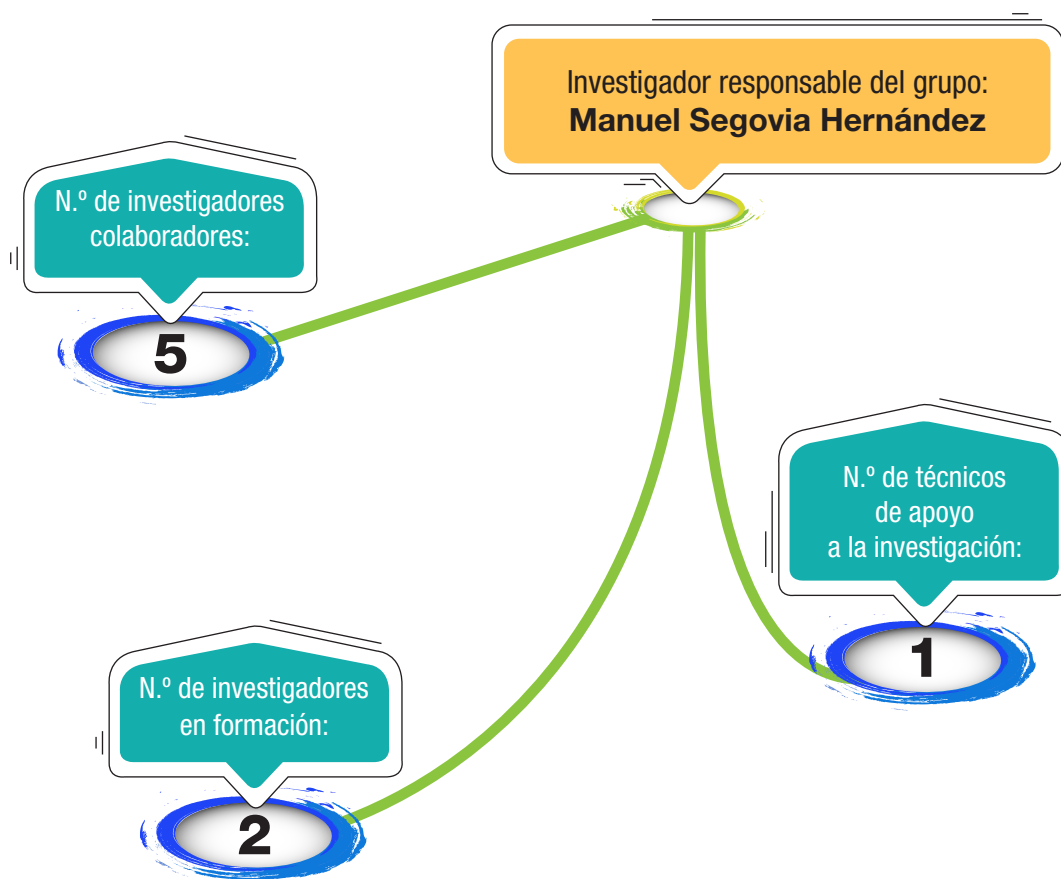 Investigador responsable del grupo:
Manuel Segovia Hernández
N.º de investigadores
colaboradores:
5
N.º de técnicos
de apoyo
a la investigación:
1
N.º de investigadores
en formación:
2